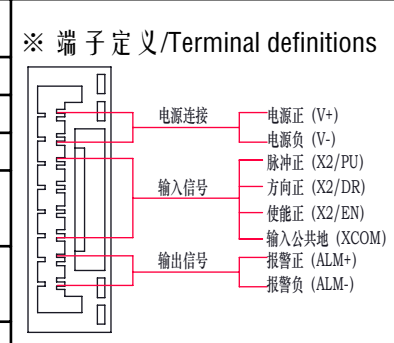 ※ 端子定义/Terminal definitions
电源连接
电源正 (V+)
电源负 (V-)
输入信号
脉冲正 (X2/PU)
方向正 (X2/DR)
使能正 (X2/EN)
输入公共地 (XCOM)
输出信号
报警正 (ALM+)
报警负 (ALM-)